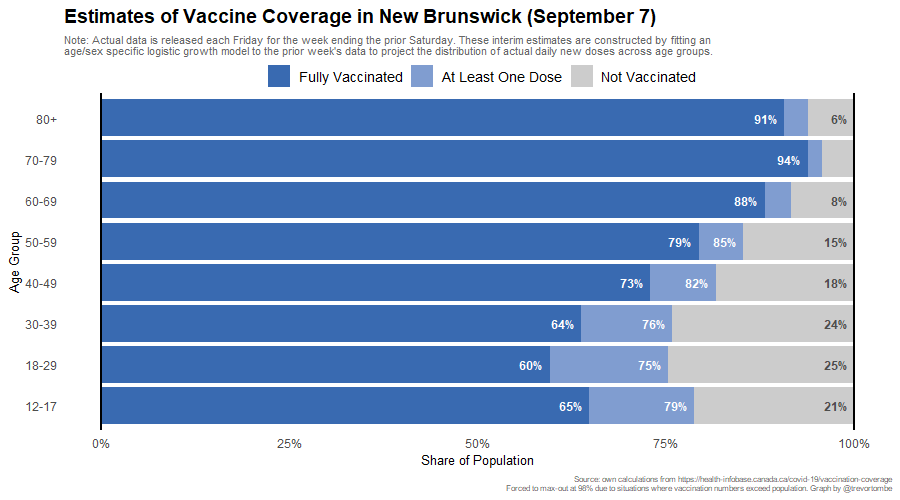 Estimates of Vaccine Coverage in New Brunswick (September 7)
Note: Actual data is released each Friday for the week ending the prior Saturday. These interim estimates are constructed by fitting an
age/sex specific logistic growth model to the prior week's data to project the distribution of actual daily new doses across age groups.
Fully Vaccinated At Least One Dose Not Vaccinated
80+ 91% 6%
70-79 94%
60-69 88% 8%
50-59 79% 85% 15%
Age Group
40-49 73% 82% 18%
30-39 64% 76% 24%
18-29 60% 75% 25%
12-17 65% 79% 21%
0% 25% 50% 75% 100%
Share of Population
Source: own calculations from https://health-infobase.canada.ca/covid-19/vaccination-coverage
Forced to max-out at 98% due to situations where vaccination numbers exceed population. Graph by @trevortombe